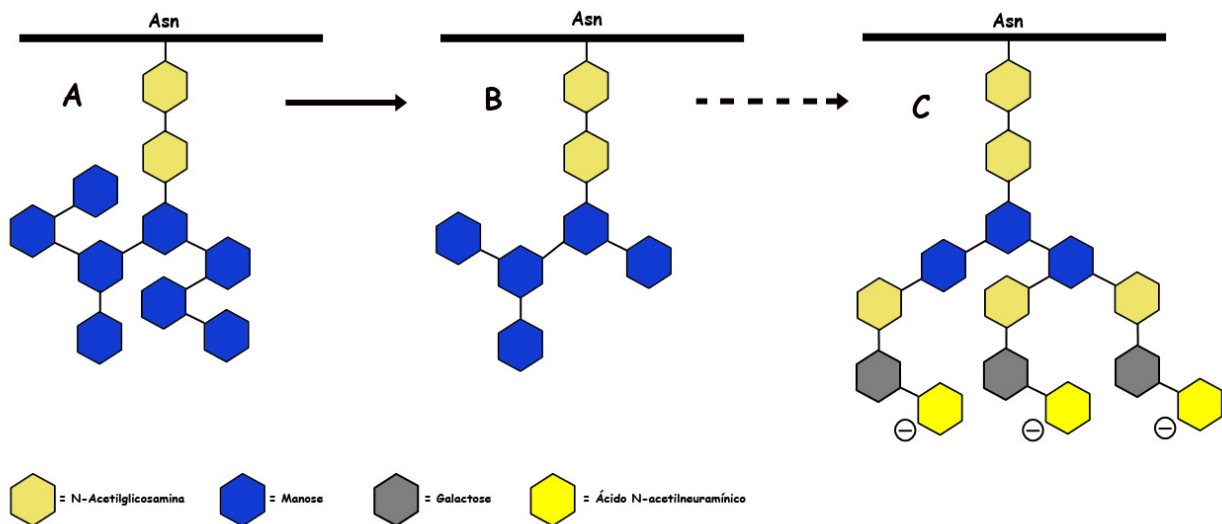 Asn
Asn
Asn
A
B
C
= N-Acetilglicosamina
= Manose
= Galactose
= Ácido N-acetilneuramínico